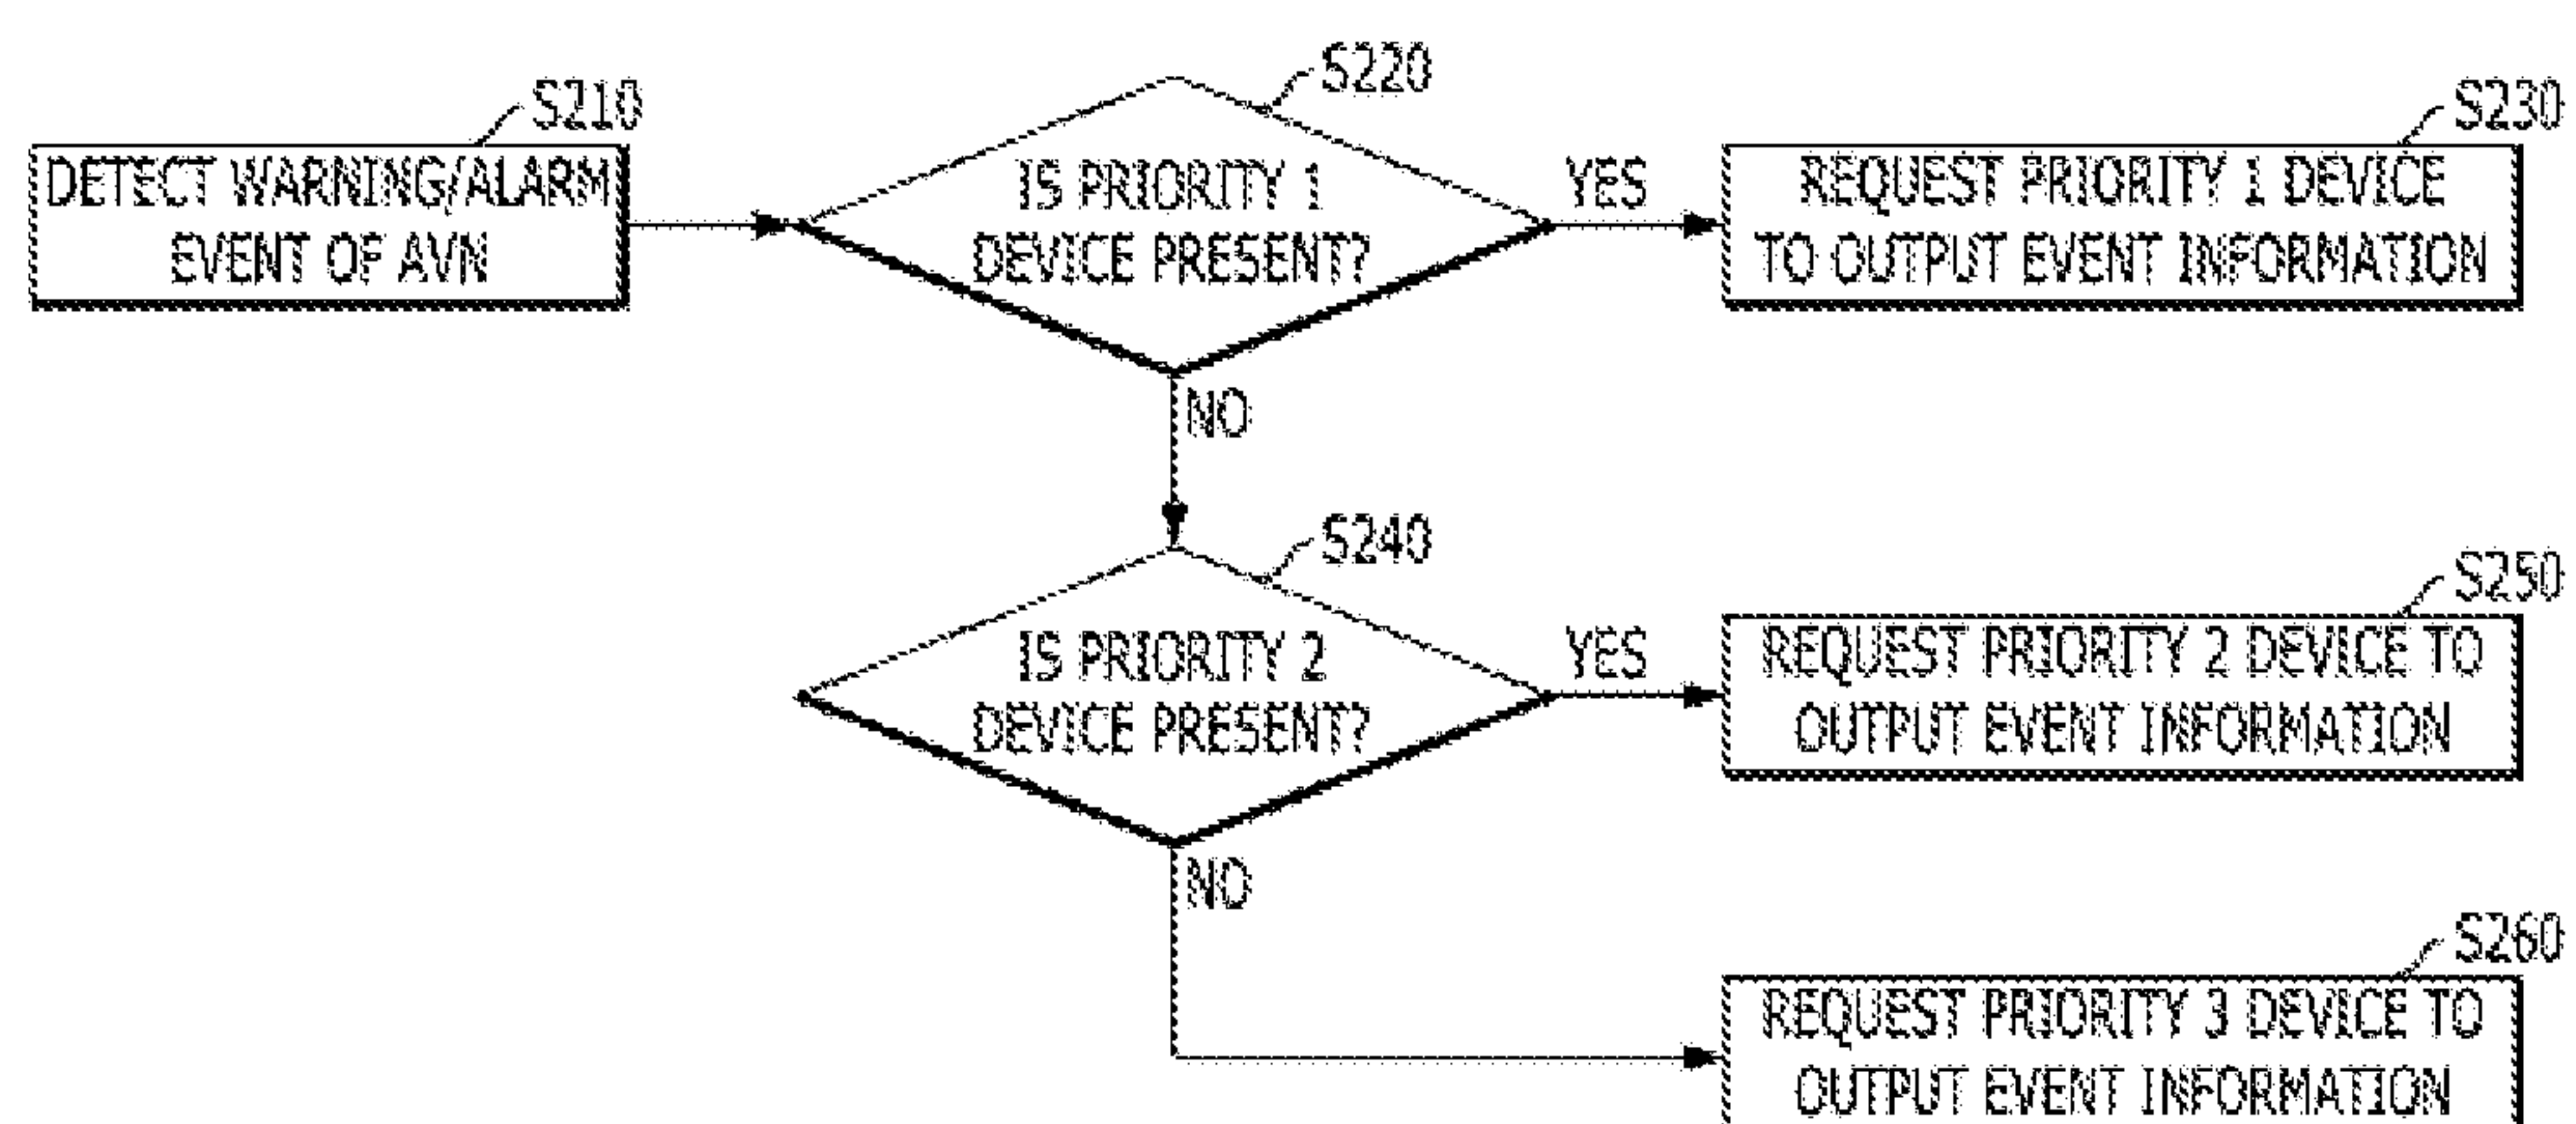 S210
DETECT WARNING/ALARM
EVENT OF AVN
S220
IS PRIORITY 1
DEVICE PRESENT?
YES
S230
REQUEST PRIORITY 1 DEVICE
TO OUTPUT EVENT INFORMATION
NO
S240
IS PRIORITY 2
DEVICE PRESENT?
YES
S250
REQUEST PRIORITY 2 DEVICE TO
OUTPUT EVENT INFORMATION
NO
S260
REQUEST PRIORITY 3 DEVICE TO
OUTPUT EVENT INFORMATION